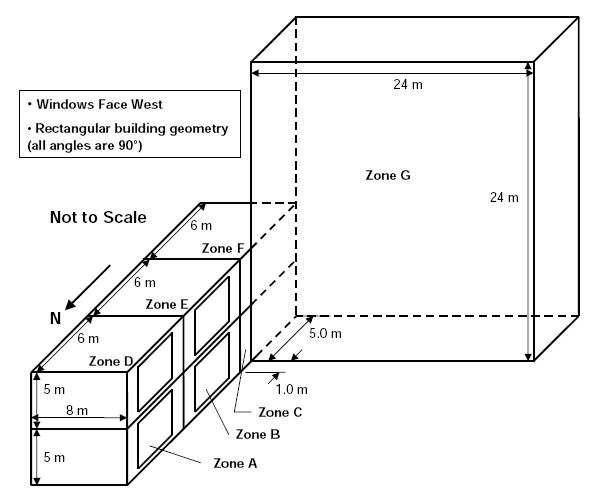 24 m
• Windows Face West
• Rectangular building geometry
(all angles are 90°)
Zone G
24 m
Not to Scale
6 m
Zone F
6 m
N
Zone E
6 m
5.0 m
Zone D
5 m
1.0 m
8 m
Zone C
Zone B
5 m
Zone A